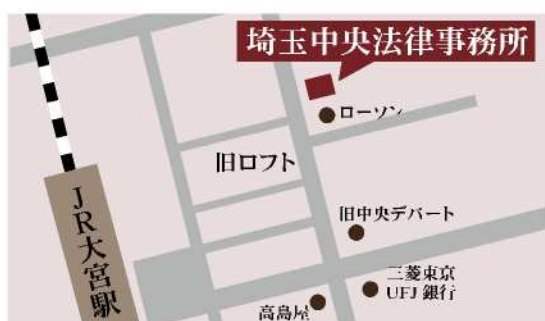 埼玉中央法律事務所
ローソン
旧ロフト
旧中央デパート
JR大宮駅
三菱東京
UFJ 銀行
高島屋